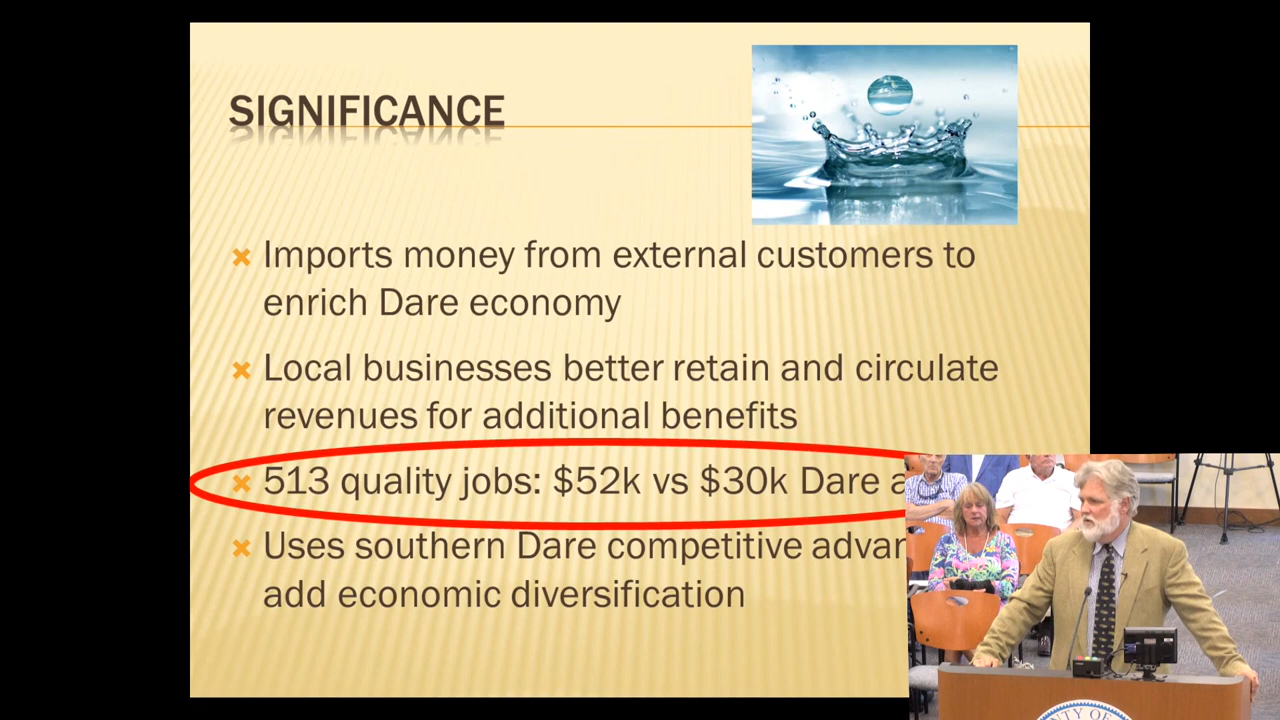 SIGNIFICANCE
Imports money from external customers to
enrich Dare economy
Local businesses better retain and circulate
revenues for additional benefits
513 quality jobs: $52k vs $30k Dare
Uses southern Dare competitive
add economic diversification
OF